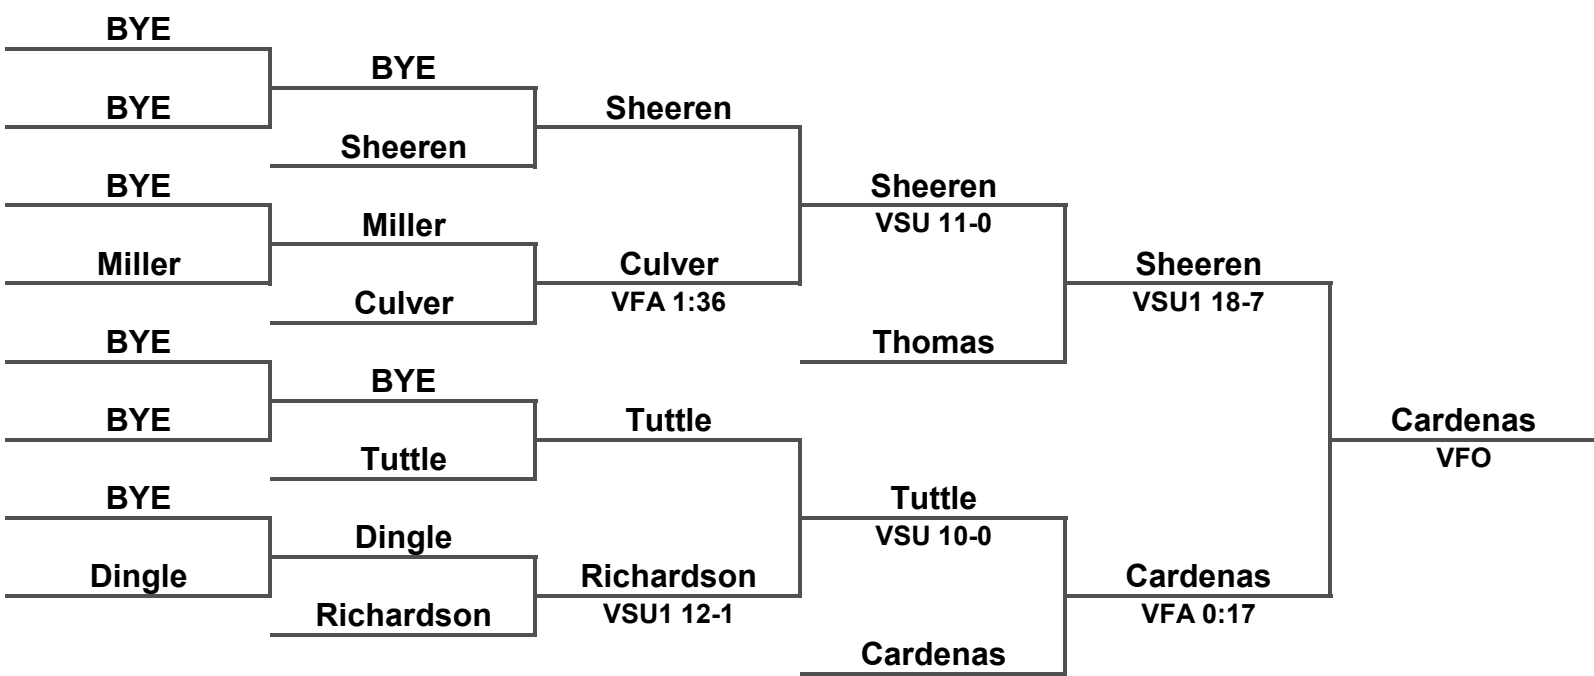 BYE
BYE
BYE
Sheeren
Sheeren
BYE
Sheeren
VSU 11-0
Miller
Miller
Culver
VFA 1:36
Sheeren
VSU1 18-7
Culver
BYE
Thomas
BYE
BYE
Tuttle
Cardenas
VFO
Tuttle
BYE
Tuttle
VSU 10-0
Dingle
Dingle
Richardson
VSU1 12-1
Cardenas
VFA 0:17
Richardson
Cardenas